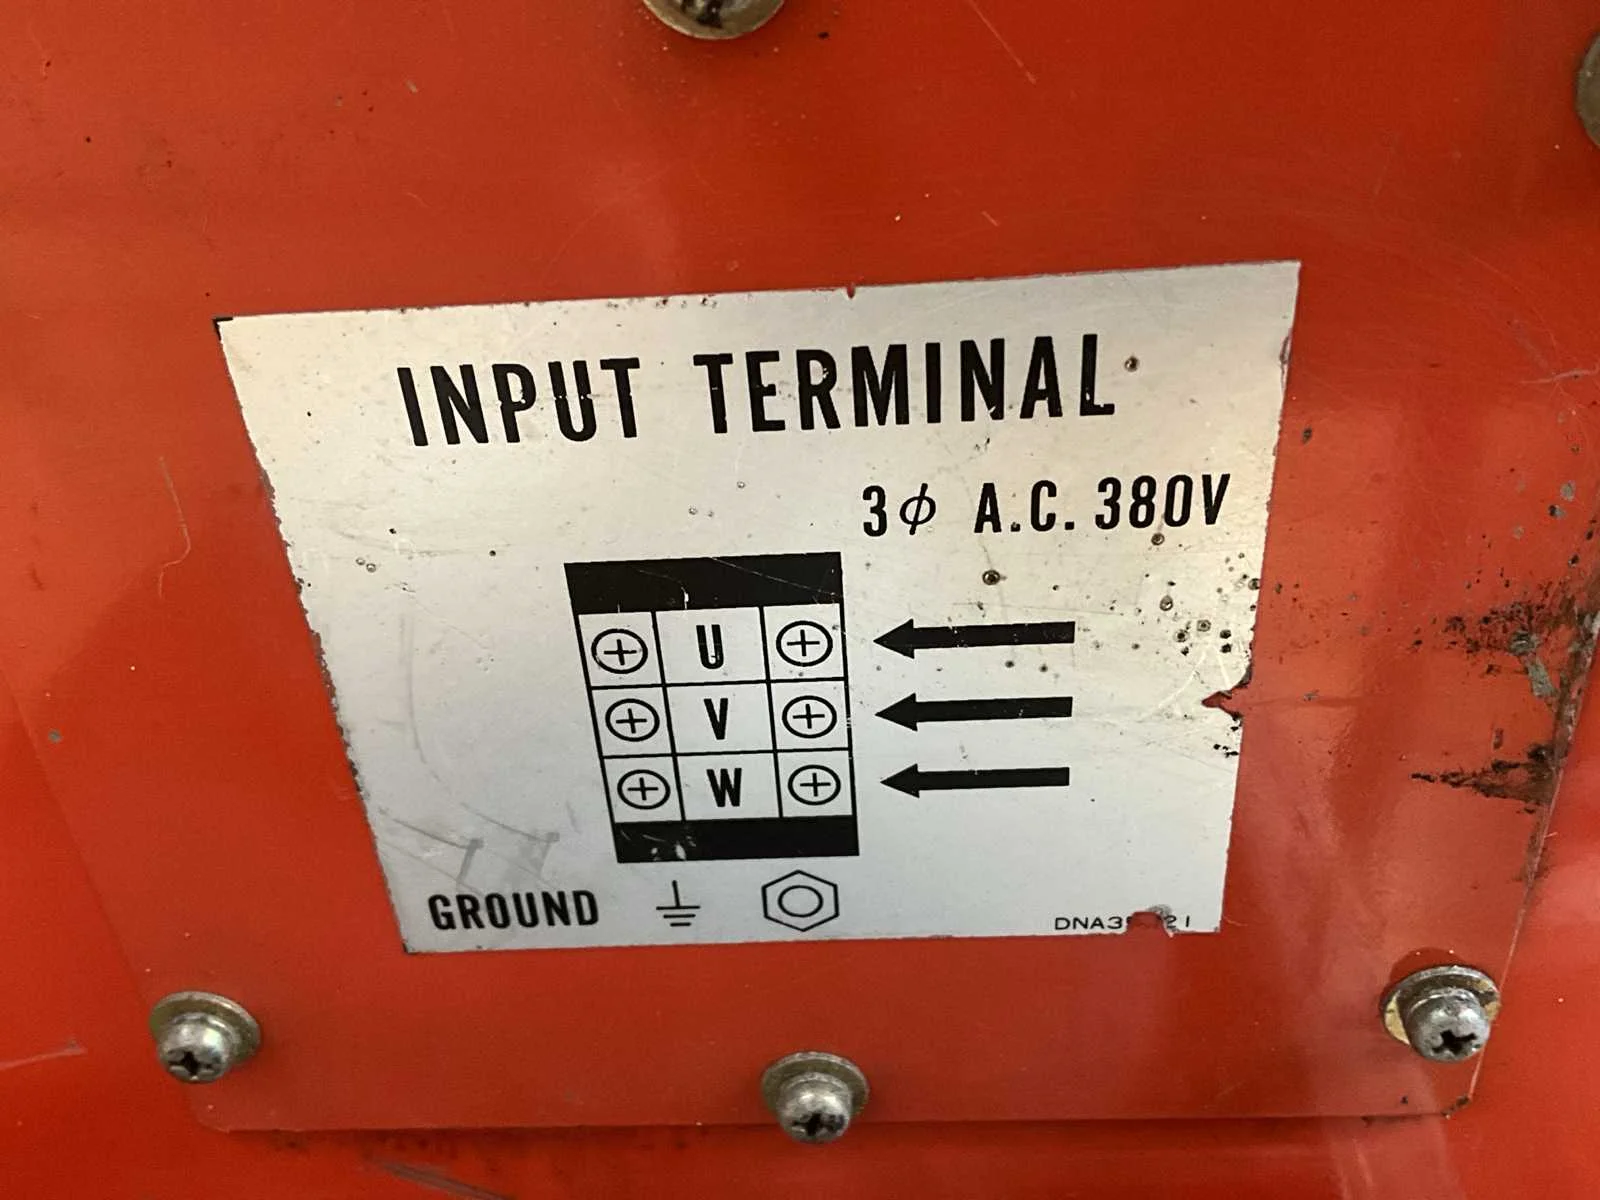 INPUT TERMINAL
3φ A.C. 380V
U
V
W
GROUND